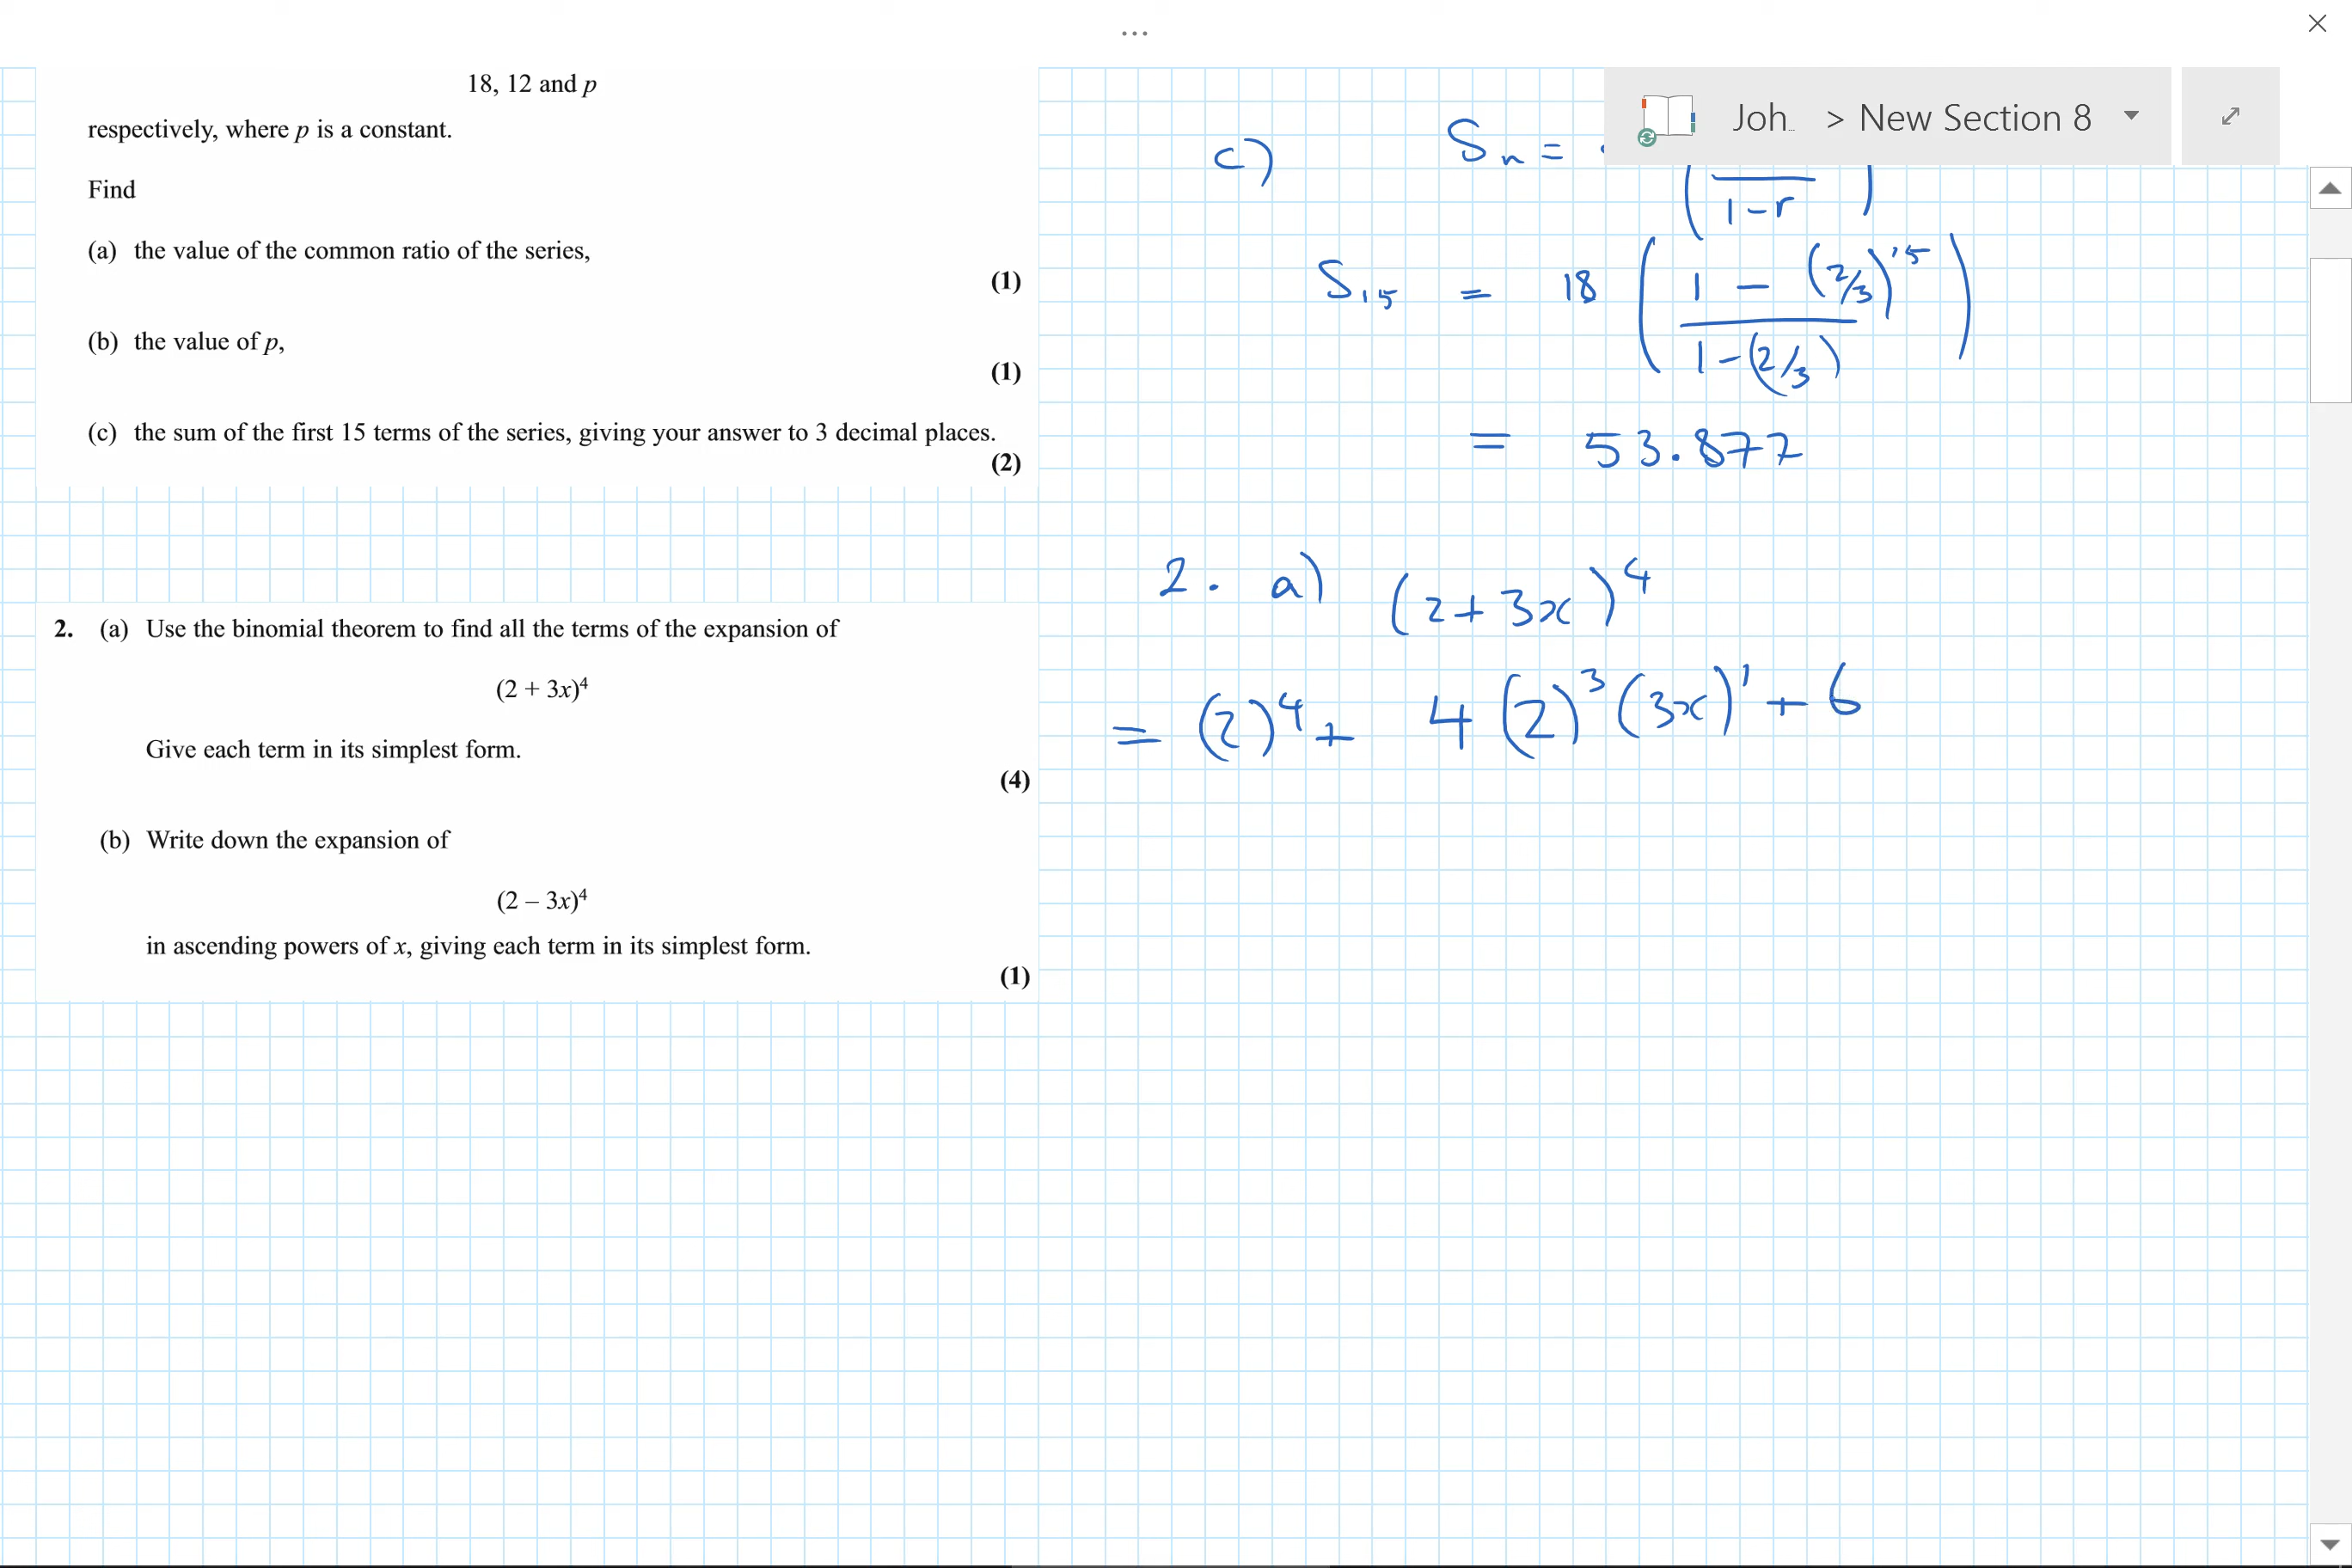 Joh... > New Section 8
18, 12 and p
respectively, where p is a constant.
Find
(a) the value of the common ratio of the series,
(1)
(b) the value of p,
(1)
(c) the sum of the first 15 terms of the series, giving your answer to 3 decimal places.
(2)
2. (a) Use the binomial theorem to find all the terms of the expansion of
(2 + 3x)⁴
Give each term in its simplest form.
(4)
(b) Write down the expansion of
(2 – 3x)⁴
in ascending powers of x, giving each term in its simplest form.
(1)
c) Sₙ =
1-r
S₁₅ = 18 ( (1 - (2/3)¹⁵) / (1-(2/3)) )
= 53.877
2. a) (2+3x)⁴
= (2)⁴ + 4(2)³(3x)¹ + 6